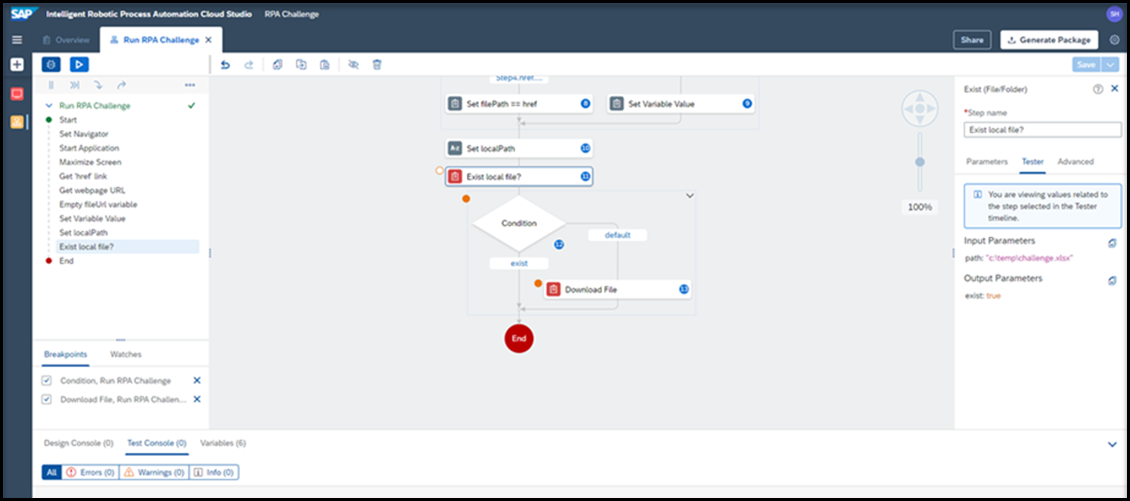 SAP Intelligent Robotic Process Automation Cloud Studio RPA Challenge SH
Overview Run RPA Challenge Share Generate Package
Save
Run RPA Challenge
Start
Set Navigator
Start Application
Maximize Screen
Get 'href' link
Get webpage URL
Empty fileUrl variable
Set Variable Value
Set localPath
Exist local file?
End
Breakpoints Watches
Condition, Run RPA Challenge
Download File, Run RPA Challen...
Step4.href....
Set filePath == href 8
Set Variable Value 9
Set localPath 10
Exist local file? 11
Condition
12
default
exist
Download File 13
End
100%
Exist (File/Folder)
*Step name
Exist local file?
Parameters Tester Advanced
You are viewing values related to
the step selected in the Tester
timeline.
Input Parameters
path: "c:\temp\challenge.xlsx"
Output Parameters
exist: true
Design Console (0) Test Console (0) Variables (6)
All Errors (0) Warnings (0) Info (0)